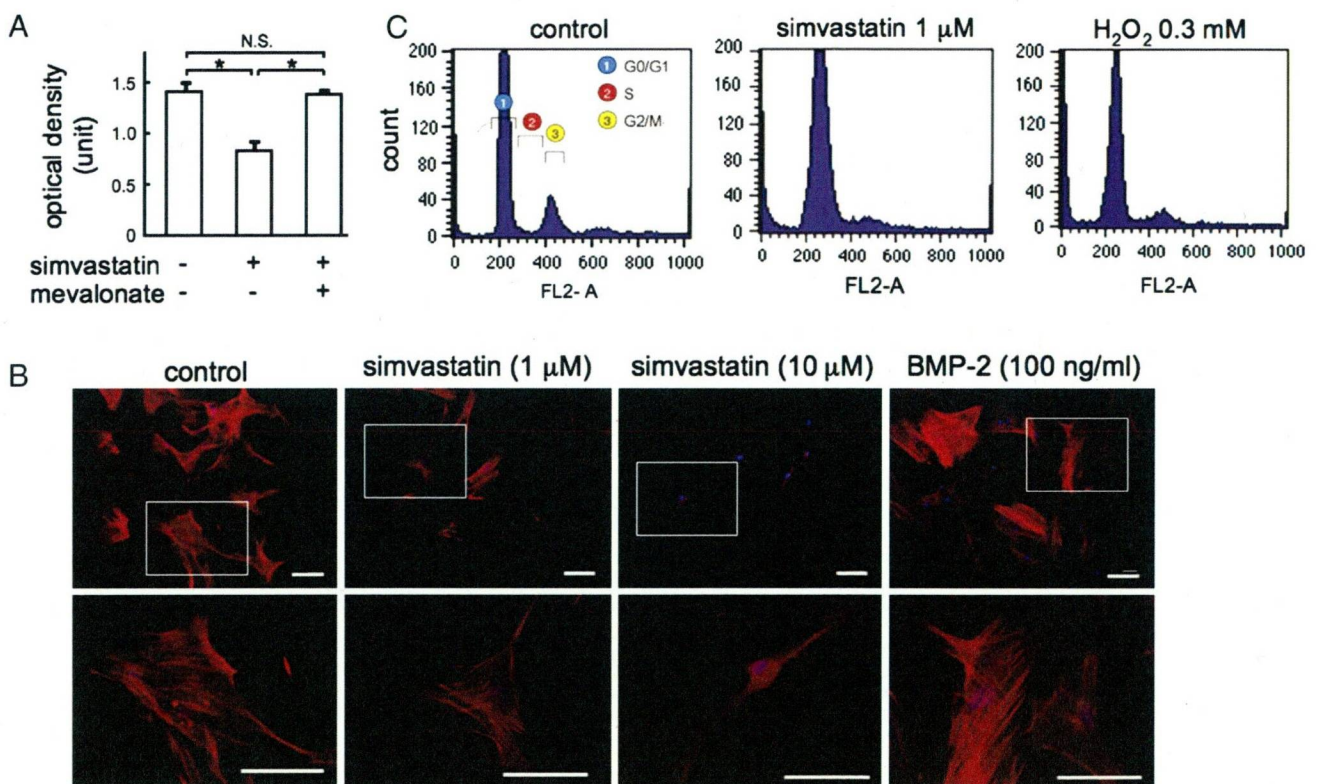 A
N.S.
* *
1.5
1.0
0.5
0
optical density
(unit)
simvastatin - + +
mevalonate - - +
C
control
200
160
120
80
40
0
count
1 G0/G1
2 S
3 G2/M
1
2
3
0 200 400 600 800 1000
FL2- A
simvastatin 1 μM
200
160
120
80
40
0
0 200 400 600 800 1000
FL2-A
H₂O₂ 0.3 mM
200
160
120
80
40
0
0 200 400 600 800 1000
FL2-A
B
control simvastatin (1 μM) simvastatin (10 μM) BMP-2 (100 ng/ml)